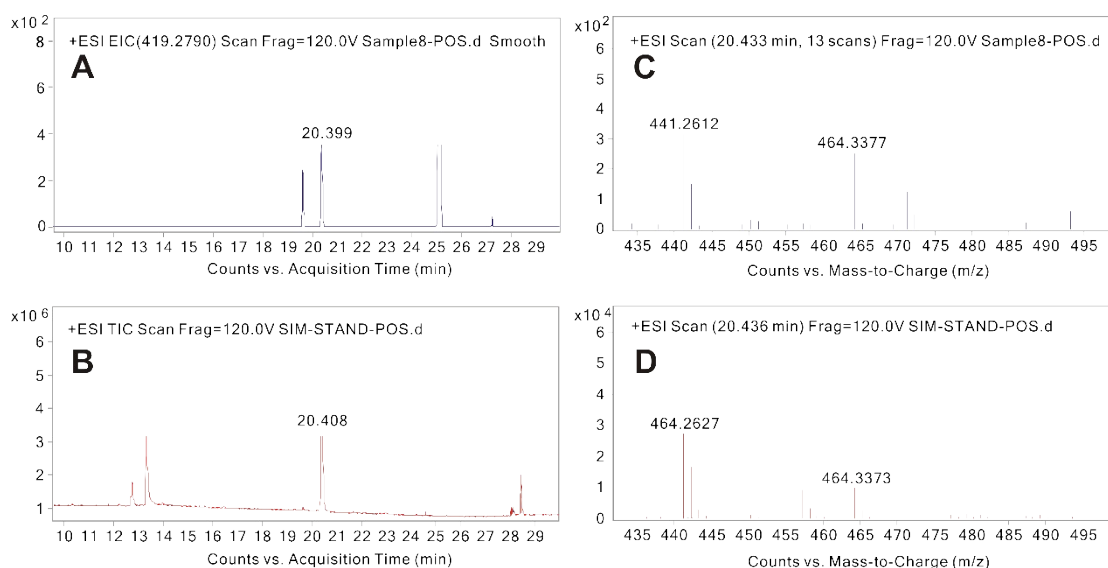 x10 2
+ESI EIC(419.2790) Scan Frag=120.0V Sample8-POS.d Smooth
A
8
6
4
2
0
20.399
10 11 12 13 14 15 16 17 18 19 20 21 22 23 24 25 26 27 28 29
Counts vs. Acquisition Time (min)
x10 6
+ESI TIC Scan Frag=120.0V SIM-STAND-POS.d
B
6
5
4
3
2
1
20.408
10 11 12 13 14 15 16 17 18 19 20 21 22 23 24 25 26 27 28 29
Counts vs. Acquisition Time (min)
x10 2
+ESI Scan (20.433 min, 13 scans) Frag=120.0V Sample8-POS.d
C
6
5
4
3
2
1
0
441.2612
464.3377
435 440 445 450 455 460 465 470 475 480 485 490 495
Counts vs. Mass-to-Charge (m/z)
x10 4
+ESI Scan (20.436 min) Frag=120.0V SIM-STAND-POS.d
D
6
5
4
3
2
1
0
464.2627
464.3373
435 445 450 455 460 465 470 475 480 485 490 495
Counts vs. Mass-to-Charge (m/z)